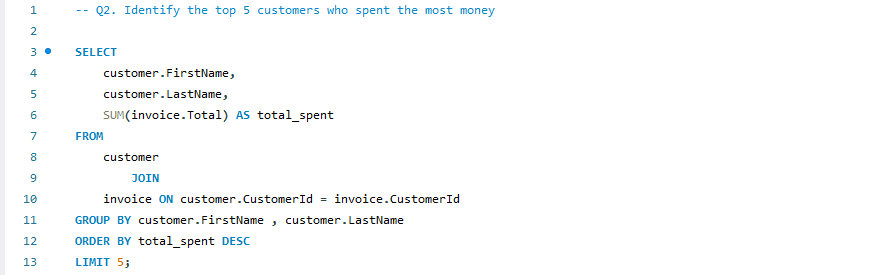 1 -- Q2. Identify the top 5 customers who spent the most money
2
3 SELECT
4 customer.FirstName,
5 customer.LastName,
6 SUM(invoice.Total) AS total_spent
7 FROM
8 customer
9 JOIN
10 invoice ON customer.CustomerId = invoice.CustomerId
11 GROUP BY customer.FirstName , customer.LastName
12 ORDER BY total_spent DESC
13 LIMIT 5;